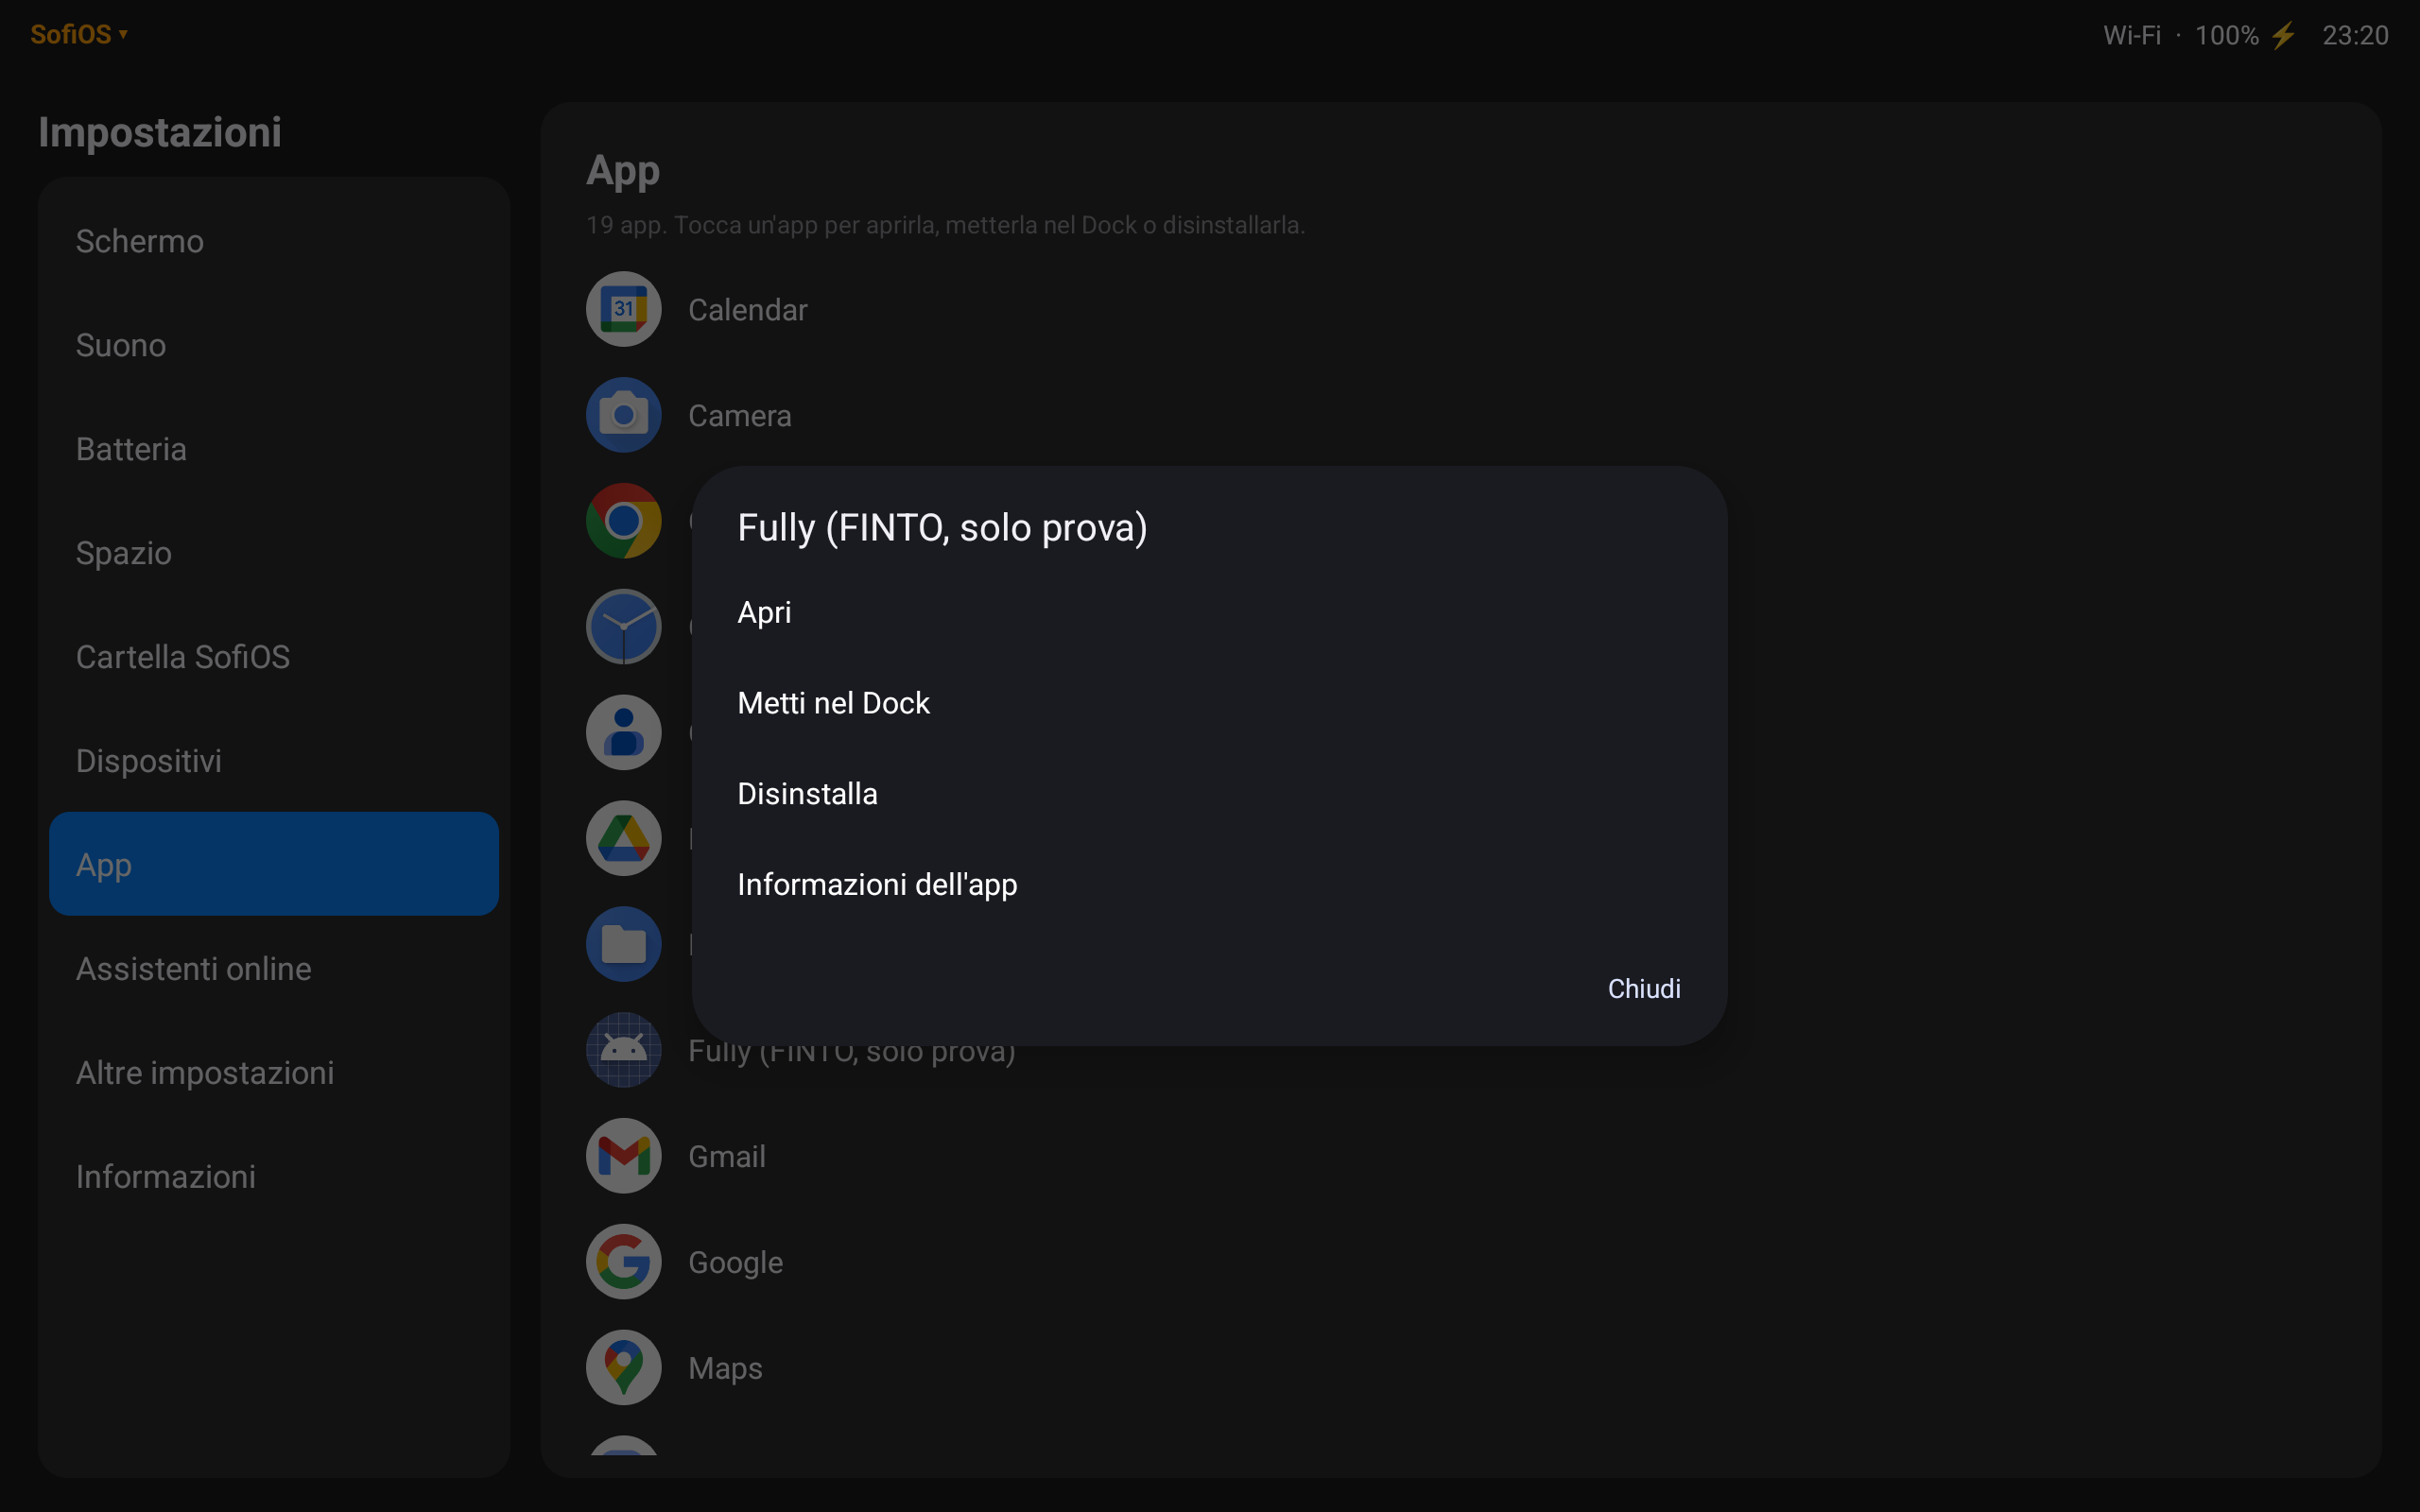 SofiOS ▾
Wi-Fi · 100% ⚡ 23:20
Impostazioni
Schermo
Suono
Batteria
Spazio
Cartella SofiOS
Dispositivi
App
Assistenti online
Altre impostazioni
Informazioni
App
19 app. Tocca un'app per aprirla, metterla nel Dock o disinstallarla.
31
Calendar
Camera
Fully (FINTO, solo prova)
Apri
Metti nel Dock
Disinstalla
Informazioni dell'app
Chiudi
Fully (FINTO, solo prova)
Gmail
Google
Maps